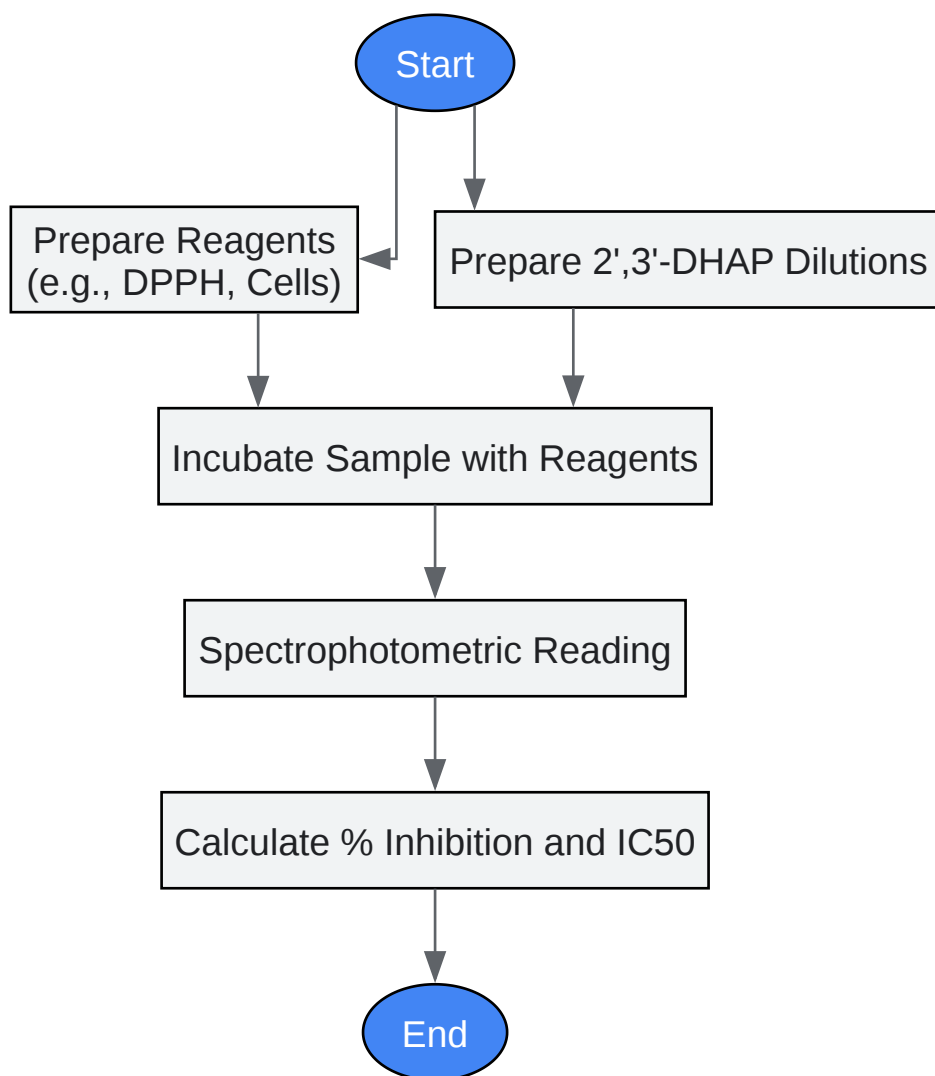 Start
Prepare Reagents
(e.g., DPPH, Cells)
Prepare 2',3'-DHAP Dilutions
Incubate Sample with Reagents
Spectrophotometric Reading
Calculate % Inhibition and IC50
End